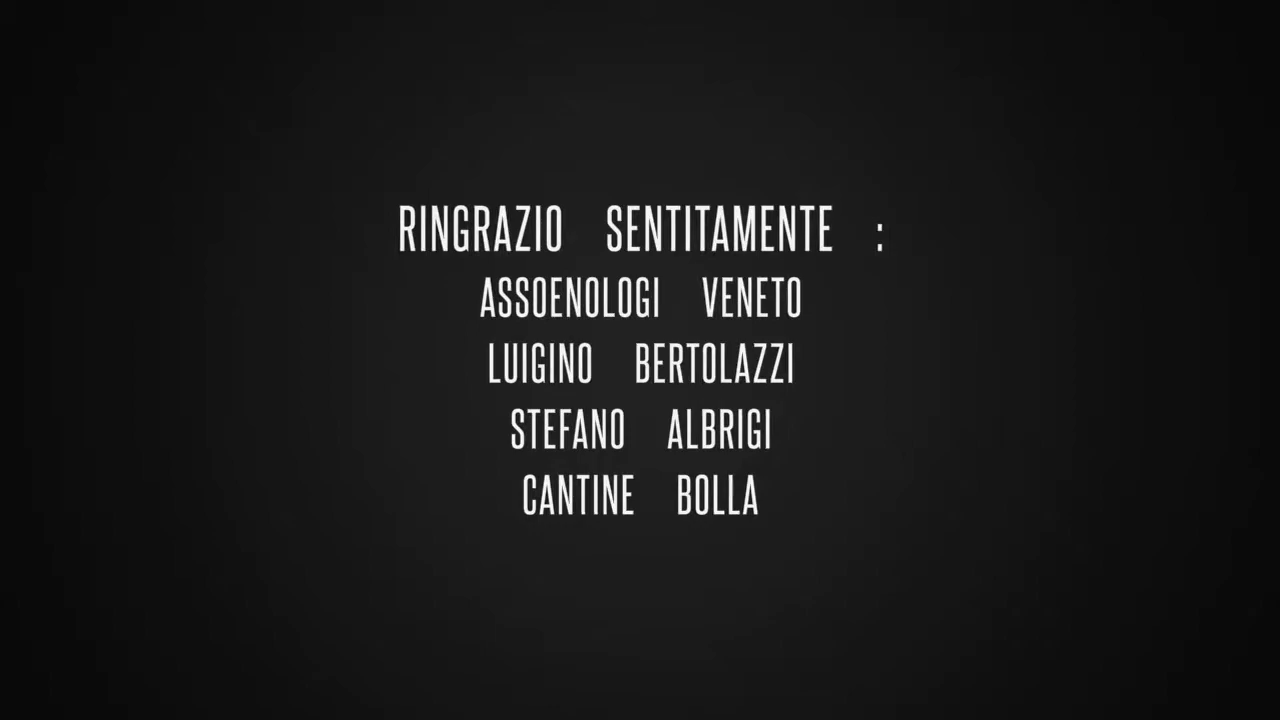 RINGRAZIO SENTITAMENTE :
ASSOENOLOGI VENETO
LUIGINO BERTOLAZZI
STEFANO ALBRIGI
CANTINE BOLLA